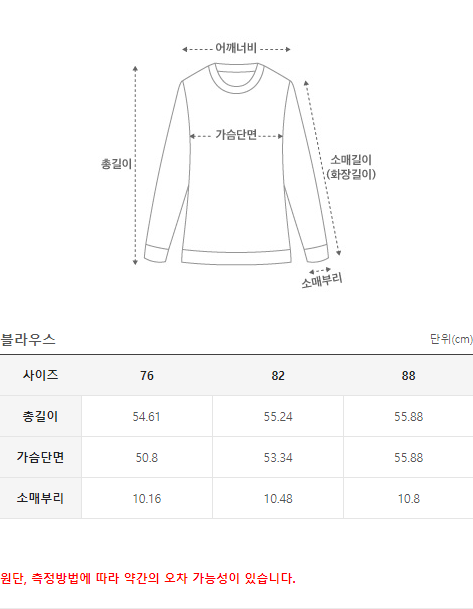 어깨너비
가슴단면
총길이
소매길이
(화장길이)
소매부리
블라우스 단위(cm)
사이즈 76 82 88
총길이 54.61 55.24 55.88
가슴단면 50.8 53.34 55.88
소매부리 10.16 10.48 10.8
원단, 측정방법에 따라 약간의 오차 가능성이 있습니다.